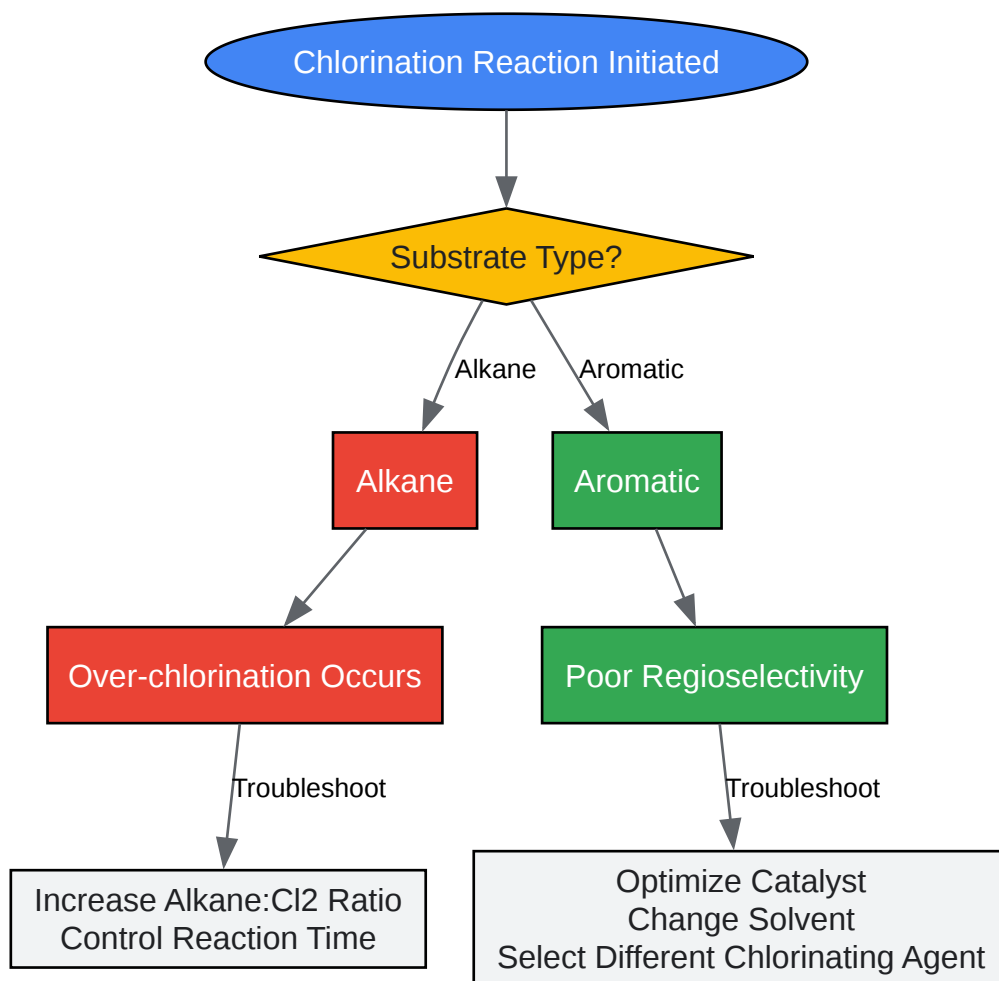 Chlorination Reaction Initiated
Substrate Type?
Alkane
Aromatic
Alkane
Aromatic
Over-chlorination Occurs
Poor Regioselectivity
Troubleshoot
Troubleshoot
Increase Alkane:Cl2 Ratio
Control Reaction Time
Optimize Catalyst
Change Solvent
Select Different Chlorinating Agent